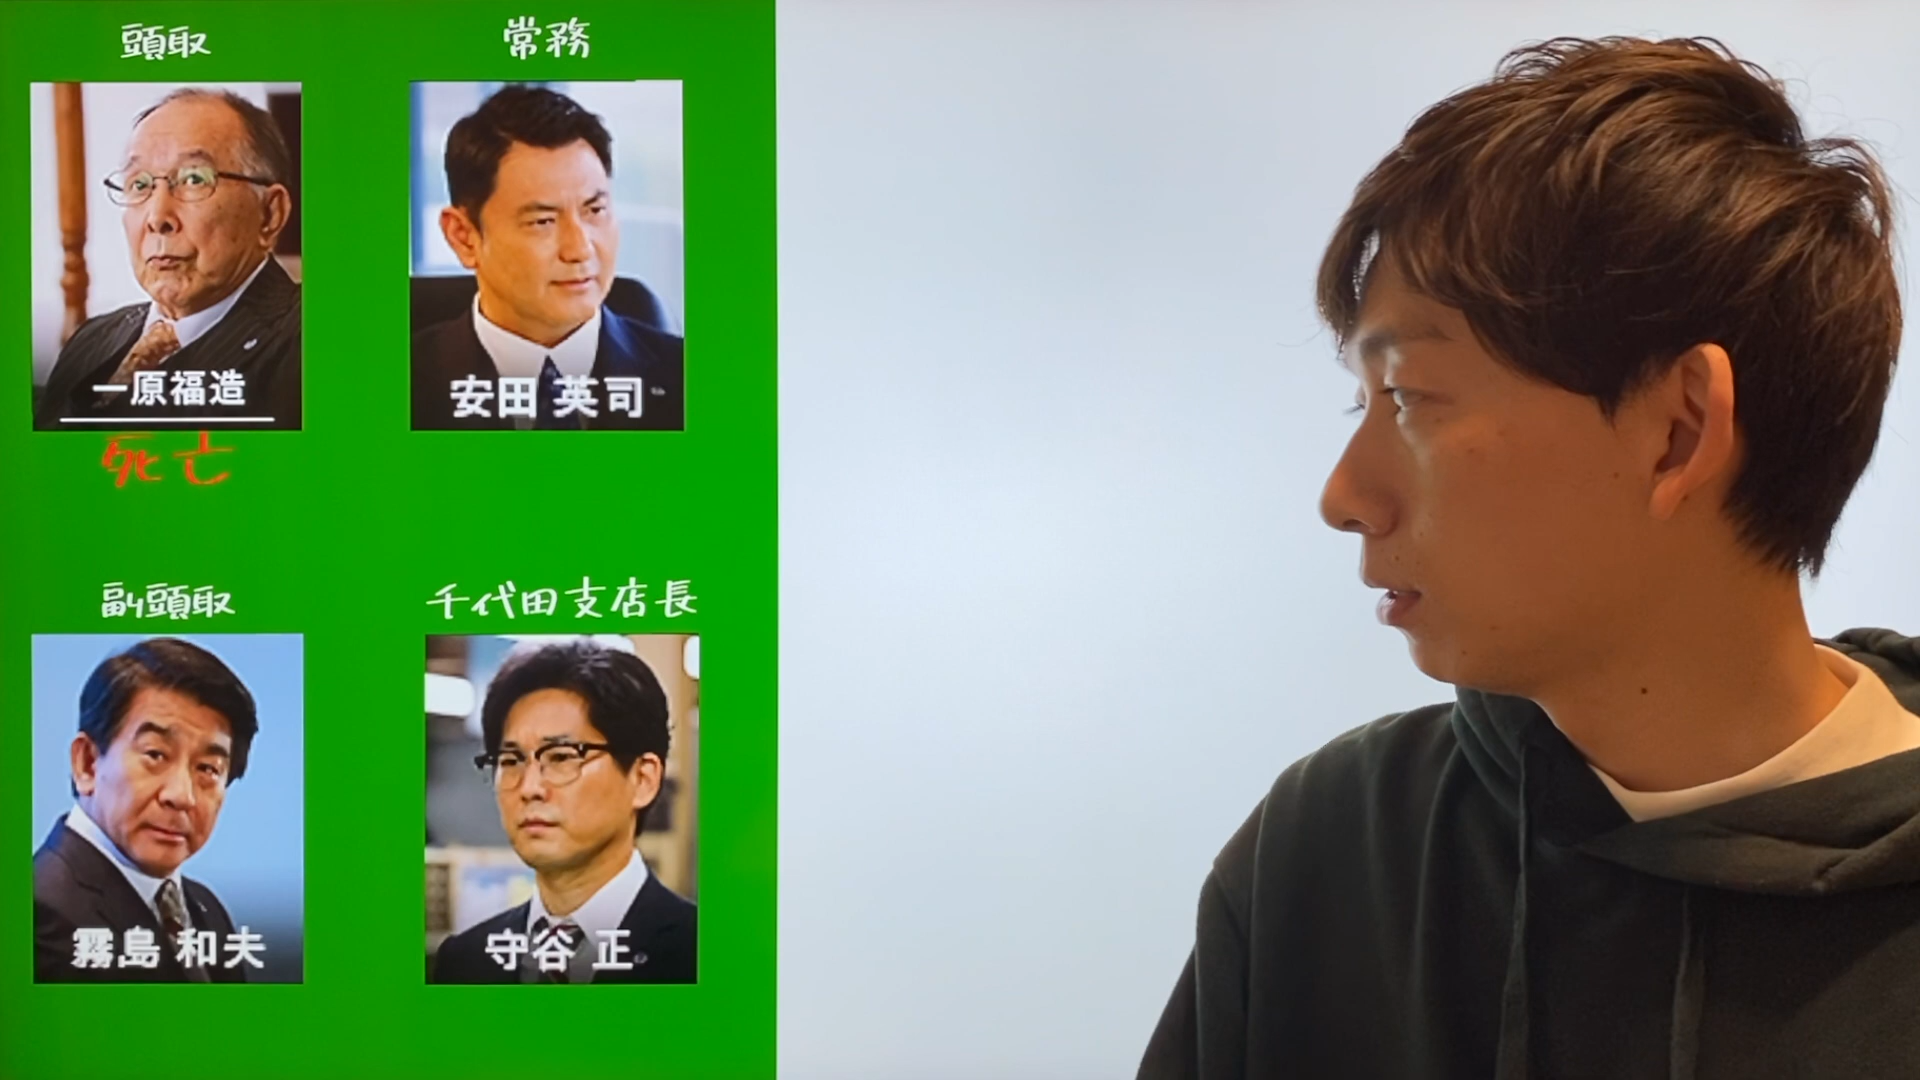 頭取
常務
一原福造
安田 英司
死亡
副頭取
千代田支店長
霧島 和夫
守谷 正